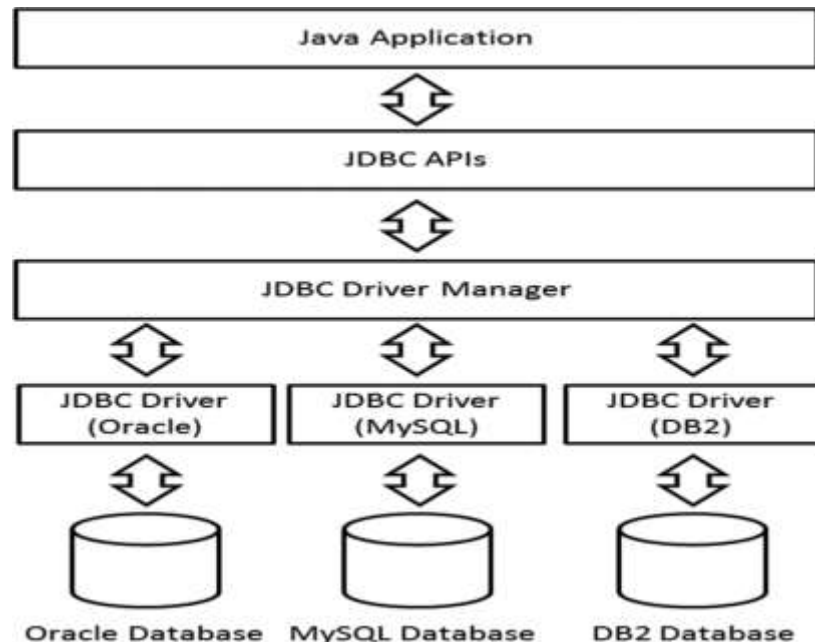 Java Application
JDBC APIs
JDBC Driver Manager
JDBC Driver
(Oracle)
JDBC Driver
(MySQL)
JDBC Driver
(DB2)
Oracle Database
MySQL Database
DB2 Database